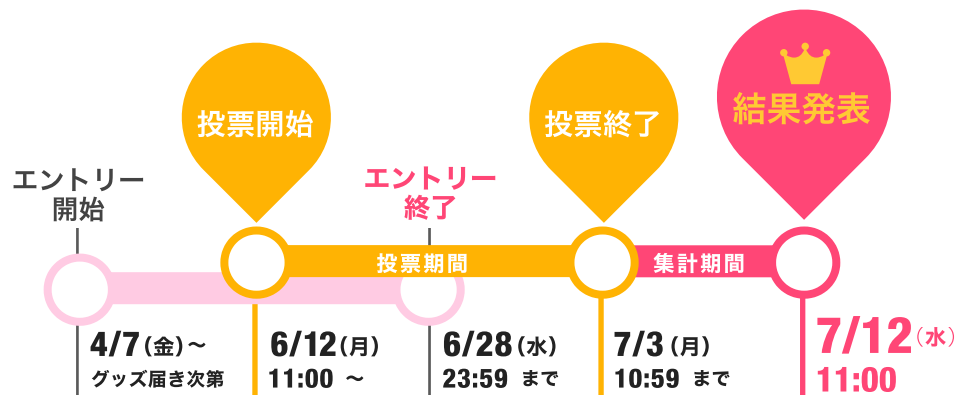 エントリー
開始
4/7（金）～
グッズ届き次第
投票開始
6/12（月）
11:00 ～
投票期間
エントリー
終了
6/28（水）
23:59 まで
投票終了
7/3（月）
10:59 まで
集計期間
結果発表
7/12（水）
11:00